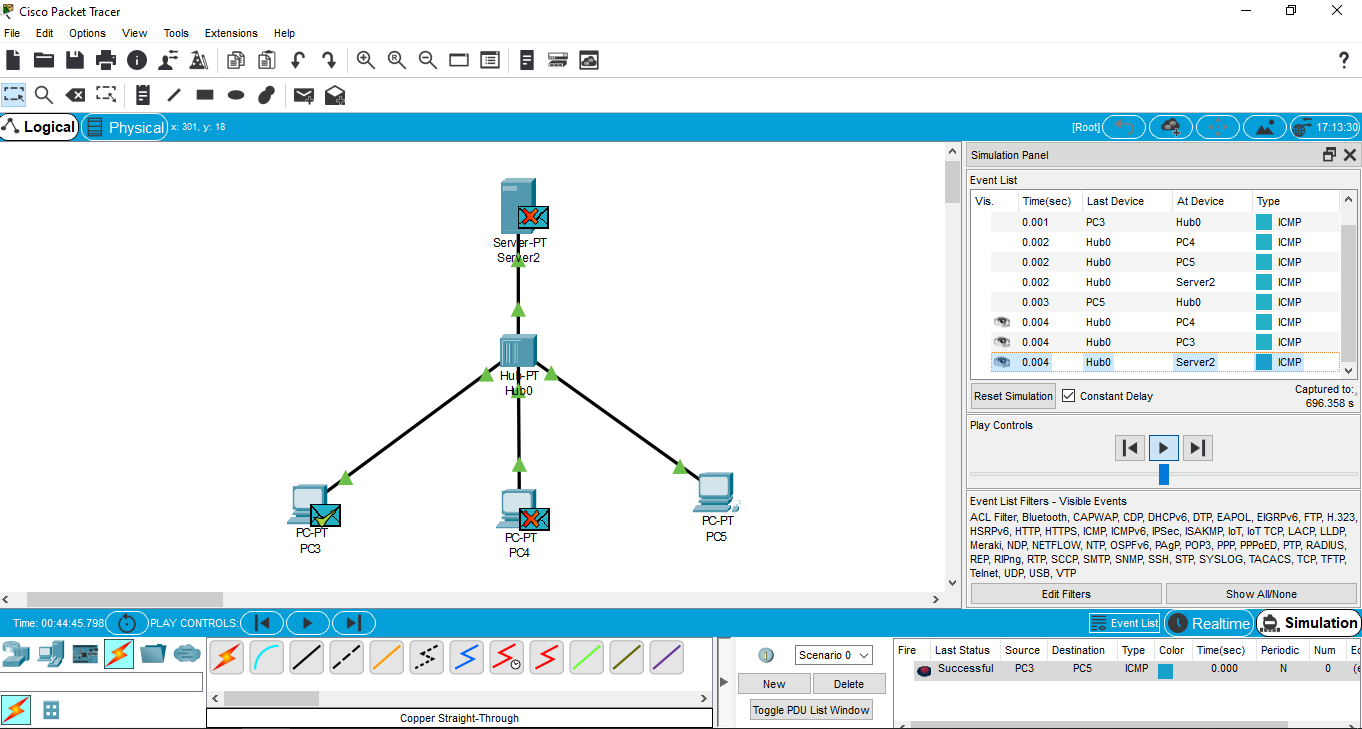 Cisco Packet Tracer
File Edit Options View Tools Extensions Help
R
?
Logical Physical x: 301, y: 18 [Root] 17:13:30
Simulation Panel
Event List
Vis. Time(sec) Last Device At Device Type
0.001 PC3 Hub0 ICMP
0.002 Hub0 PC4 ICMP
0.002 Hub0 PC5 ICMP
0.002 Hub0 Server2 ICMP
0.003 PC5 Hub0 ICMP
0.004 Hub0 PC4 ICMP
0.004 Hub0 PC3 ICMP
0.004 Hub0 Server2 ICMP
Reset Simulation Constant Delay Captured to:
696.358 s
Play Controls
Event List Filters - Visible Events
ACL Filter, Bluetooth, CAPWAP, CDP, DHCPv6, DTP, EAPOL, EIGRPv6, FTP, H.323,
HSRPv6, HTTP, HTTPS, ICMP, ICMPv6, IPSec, ISAKMP, IoT, IoT TCP, LACP, LLDP,
Meraki, NDP, NETFLOW, NTP, OSPFv6, PAgP, POP3, PPP, PPPoED, PTP, RADIUS,
REP, RIPng, RTP, SCCP, SMTP, SNMP, SSH, STP, SYSLOG, TACACS, TCP, TFTP,
Telnet, UDP, USB, VTP
Edit Filters Show All/None
Server-PT
Server2
Hub-PT
Hub0
PC-PT
PC3
PC-PT
PC4
PC-PT
PC5
Time: 00:44:45.798 PLAY CONTROLS: Event List Realtime Simulation
Copper Straight-Through
Scenario 0
New Delete
Toggle PDU List Window
Fire Last Status Source Destination Type Color Time(sec) Periodic Num Ec
Successful PC3 PC5 ICMP 0.000 N 0 (e